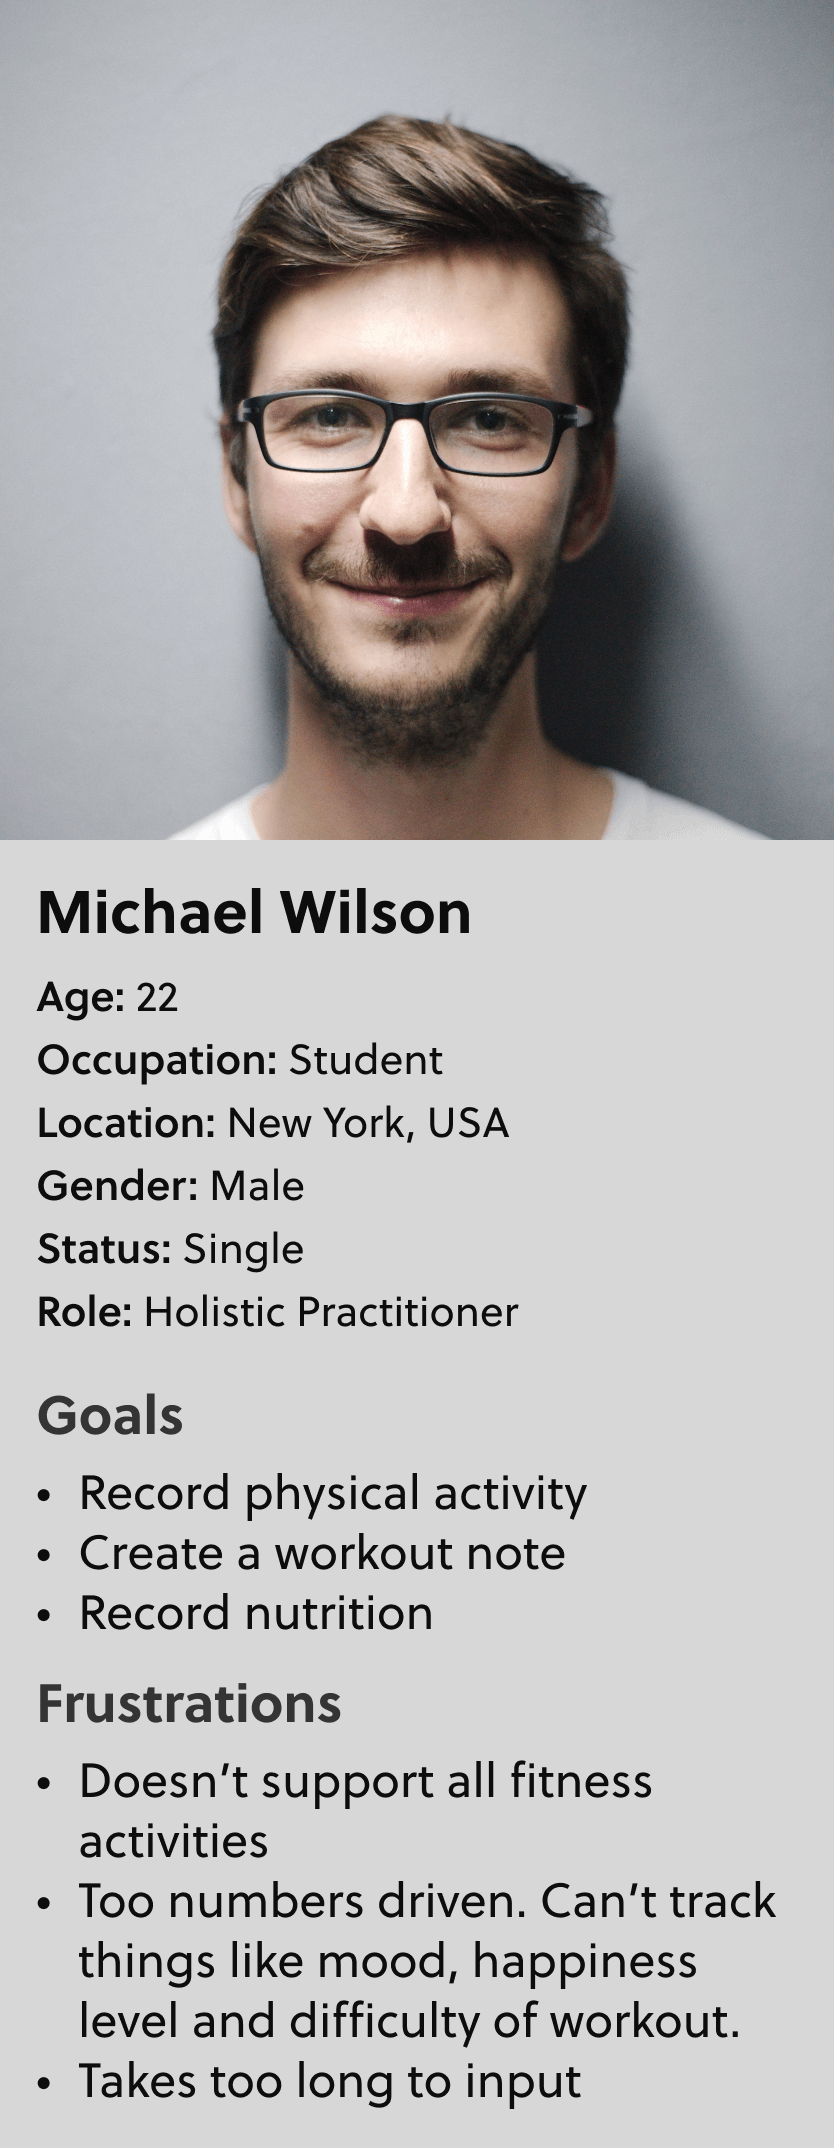 Michael Wilson
Age: 22
Occupation: Student
Location: New York, USA
Gender: Male
Status: Single
Role: Holistic Practitioner
Goals
• Record physical activity
• Create a workout note
• Record nutrition
Frustrations
• Doesn’t support all fitness
activities
• Too numbers driven. Can’t track
things like mood, happiness
level and difficulty of workout.
• Takes too long to input